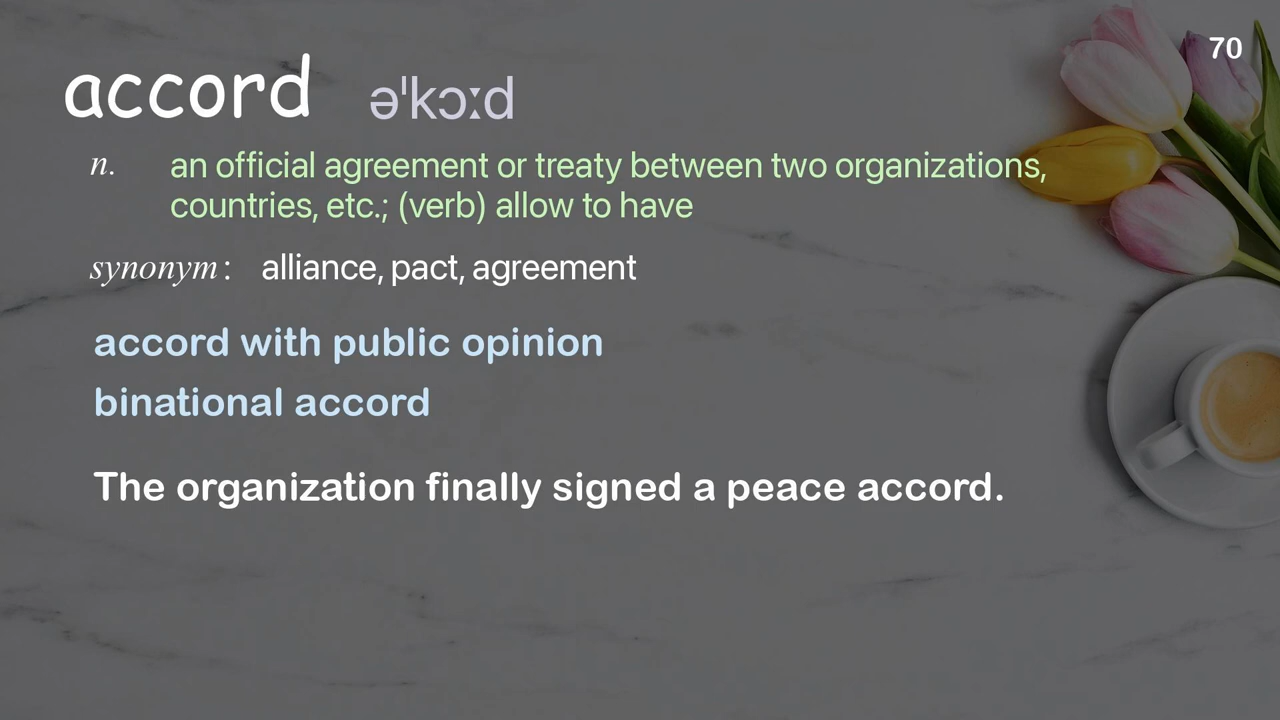 70
accord əˈkɔːd
n. an official agreement or treaty between two organizations,
countries, etc.; (verb) allow to have
synonym: alliance, pact, agreement
accord with public opinion
binational accord
The organization finally signed a peace accord.